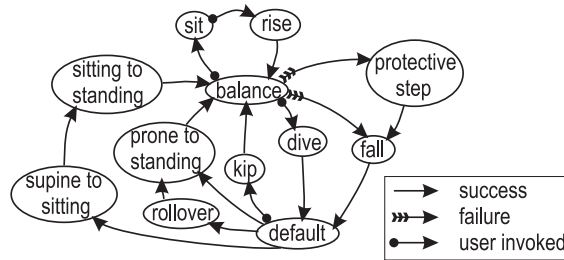 sit
rise
sitting to
standing
balance
protective
step
prone to
standing
kip
dive
fall
supine to
sitting
rollover
default
success
failure
user invoked